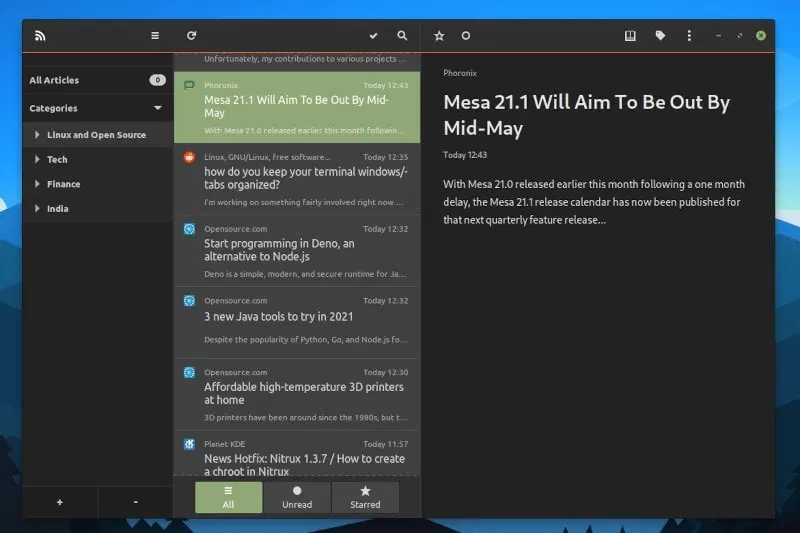 All Articles
0
Categories
Linux and Open Source
Tech
Finance
India
+
-
Unfortunately, my contributions to various projects ...
Phoronix
Today 12:43
Mesa 21.1 Will Aim To Be Out By Mid-
May
With Mesa 21.0 released earlier this month followin...
Linux, GNU/Linux, free software...
Today 12:35
how do you keep your terminal windows/-
tabs organized?
I'm working on something fairly involved right now ...
Opensource.com
Today 12:32
Start programming in Deno, an
alternative to Node.js
Deno is a simple, modern, and secure runtime for Ja...
Opensource.com
Today 12:32
3 new Java tools to try in 2021
Despite the popularity of Python, Go, and Node.js fo...
Opensource.com
Today 12:30
Affordable high-temperature 3D printers
at home
3D printers have been around since the 1980s, but t...
Planet KDE
Today 11:57
News Hotfix: Nitrux 1.3.7 / How to create
a chroot in Nitrux
All
Unread
Starred
Phoronix
Mesa 21.1 Will Aim To Be Out By
Mid-May
Today 12:43
With Mesa 21.0 released earlier this month following a one month
delay, the Mesa 21.1 release calendar has now been published for
that next quarterly feature release...